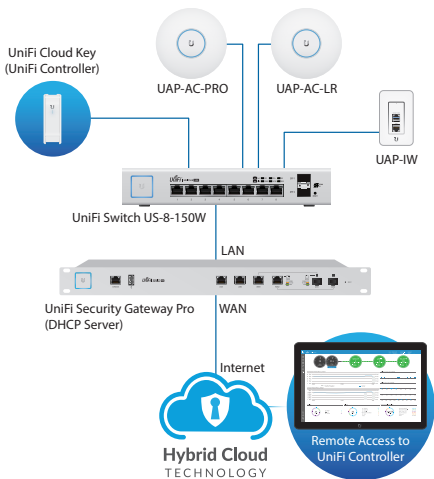 UniFi Cloud Key
(UniFi Controller)
UAP-AC-PRO
UAP-AC-LR
UAP-IW
UniFi Switch US-8-150W
LAN
UniFi Security Gateway Pro
(DHCP Server)
WAN
Internet
Hybrid Cloud
TECHNOLOGY
Remote Access to
UniFi Controller